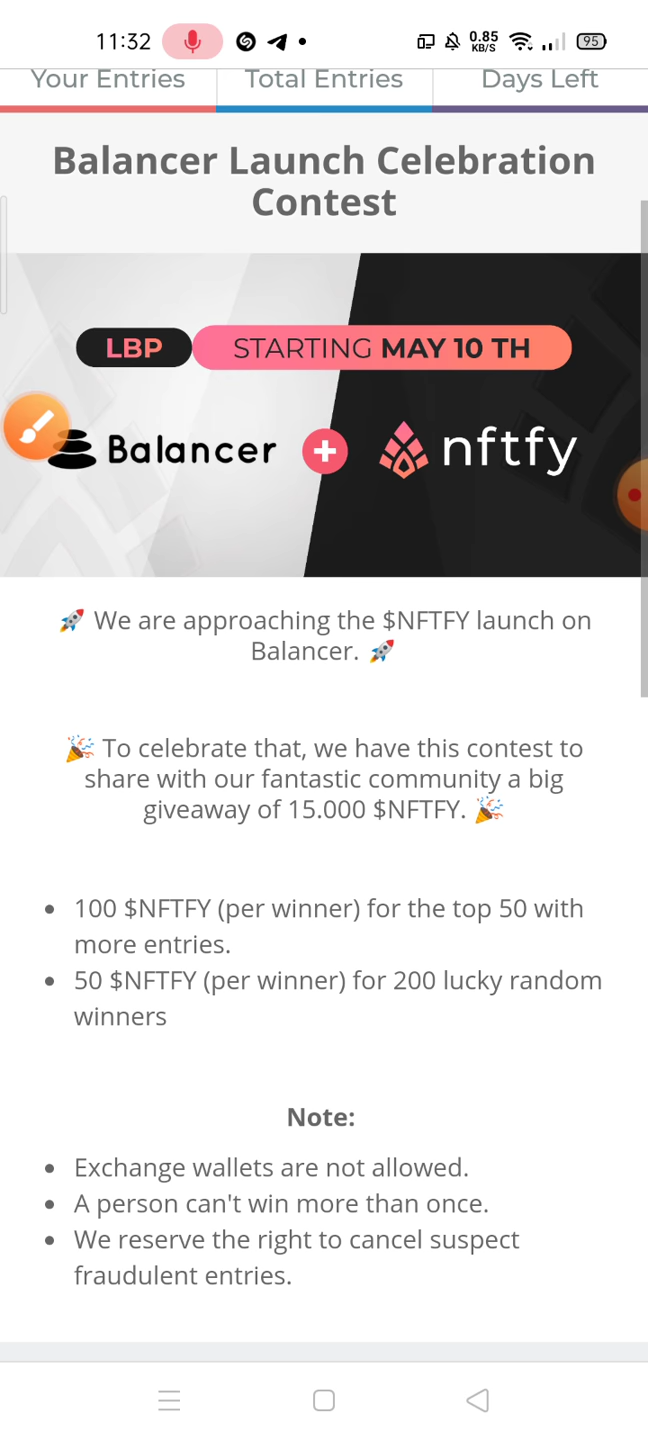 11:32
0.85
KB/S
95
Your Entries
Total Entries
Days Left
Balancer Launch Celebration
Contest
LBP
STARTING MAY 10 TH
Balancer
nftfy
🚀 We are approaching the $NFTFY launch on
Balancer. 🚀
🎉 To celebrate that, we have this contest to
share with our fantastic community a big
giveaway of 15.000 $NFTFY. 🎉
• 100 $NFTFY (per winner) for the top 50 with
more entries.
• 50 $NFTFY (per winner) for 200 lucky random
winners
Note:
• Exchange wallets are not allowed.
• A person can't win more than once.
• We reserve the right to cancel suspect
fraudulent entries.